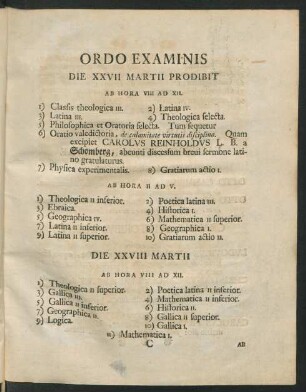 ORDO EXAMINIS
DIE XXVII MARTII PRODIBIT
AB HORA VIII AD XII.
1) Classis theologica III. 2) Latina IV.
3) Latina III. 4) Theologica selecta.
5) Philosophica et Oratoria selecta. Tum sequetur
6) Oratio valedictoria, de calamitate virtutis disciplina. Quam
excipiet CAROLVS REINHOLDVS L. B. a
Schomberg, abeunti discessum breui sermone lati-
no gratulaturus.
7) Physica experimentalis. 8) Gratiarum actio I.
AB HORA II AD V.
1) Theologica II inferior. 2) Poetica latina III.
3) Ebraica. 4) Historica I.
5) Geographica IV. 6) Mathematica II superior.
7) Latina II inferior. 8) Geographica I.
9) Latina II superior. 10) Gratiarum actio II.
DIE XXVIII MARTII
AB HORA VIII AD XII.
1) Theologica II superior. 2) Poetica latina II inferior.
3) Gallica III. 4) Mathematica I inferior.
5) Gallica II inferior. 6) Historica II.
7) Geographica II. 8) Gallica II superior.
9) Logica. 10) Gallica I.
11) Mathematica I.
C AB